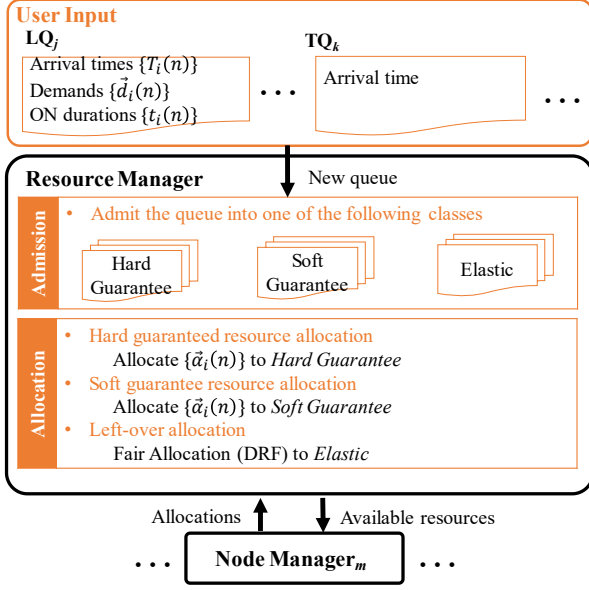 User Input
LQj TQk
Arrival times {Ti(n)}
Demands {d⃗i(n)}
ON durations {ti(n)}
...
Arrival time
...
New queue
Resource Manager
Admission
• Admit the queue into one of the following classes
Hard
Guarantee
Soft
Guarantee
Elastic
Allocation
• Hard guaranteed resource allocation
Allocate {a⃗i(n)} to Hard Guarantee
• Soft guarantee resource allocation
Allocate {a⃗i(n)} to Soft Guarantee
• Left-over allocation
Fair Allocation (DRF) to Elastic
Allocations
Available resources
... Node Managerm ...